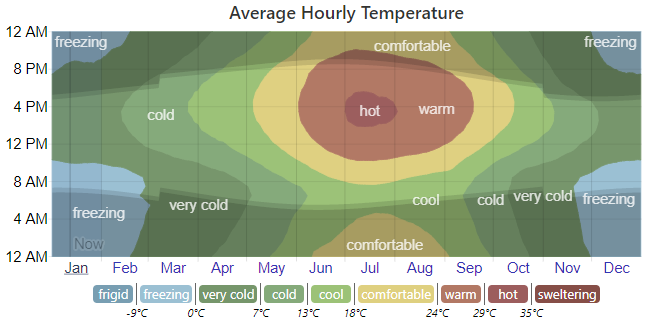 Average Hourly Temperature
12 AM
freezing
comfortable
freezing
8 PM
4 PM
cold
hot
warm
12 PM
8 AM
freezing
very cold
cool
cold
very cold
freezing
4 AM
Now
comfortable
12 AM
Jan Feb Mar Apr May Jun Jul Aug Sep Oct Nov Dec
frigid freezing very cold cold cool comfortable warm hot sweltering
-9°C 0°C 7°C 13°C 18°C 24°C 29°C 35°C